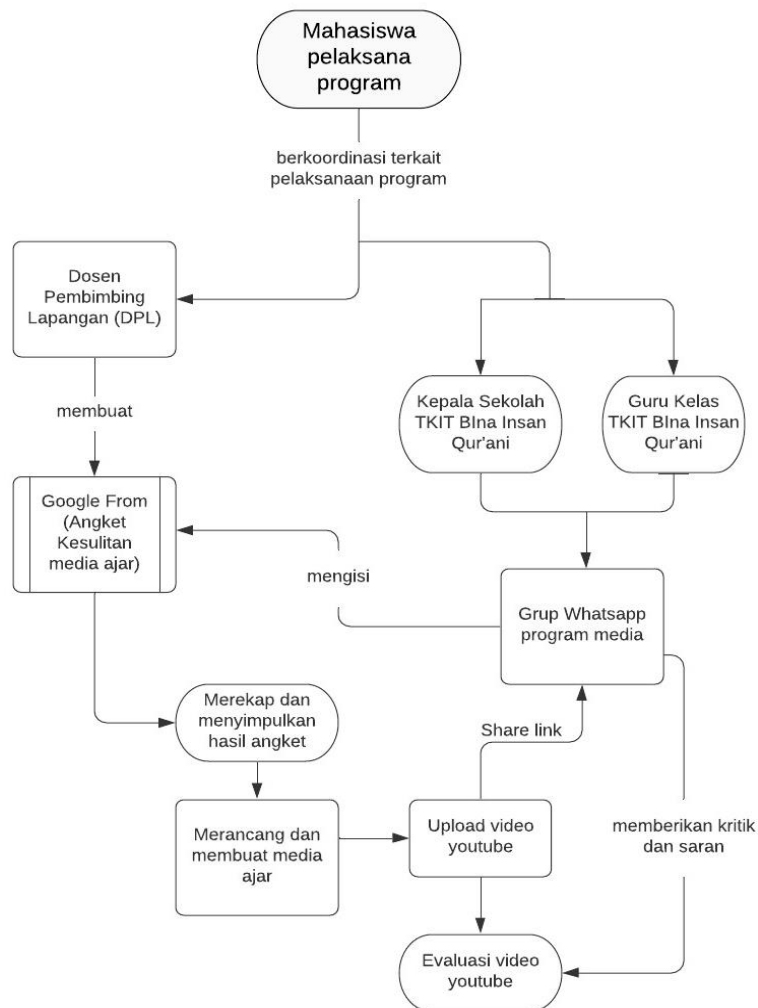 Mahasiswa
pelaksana
program
berkoordinasi terkait
pelaksanaan program
Dosen
Pembimbing
Lapangan (DPL)
Kepala Sekolah
TKIT BIna Insan
Qur'ani
Guru Kelas
TKIT BIna Insan
Qur'ani
membuat
Google From
(Angket
Kesulitan
media ajar)
mengisi
Grup Whatsapp
program media
Merekap dan
menyimpulkan
hasil angket
Share link
Merancang dan
membuat media
ajar
Upload video
youtube
memberikan kritik
dan saran
Evaluasi video
youtube